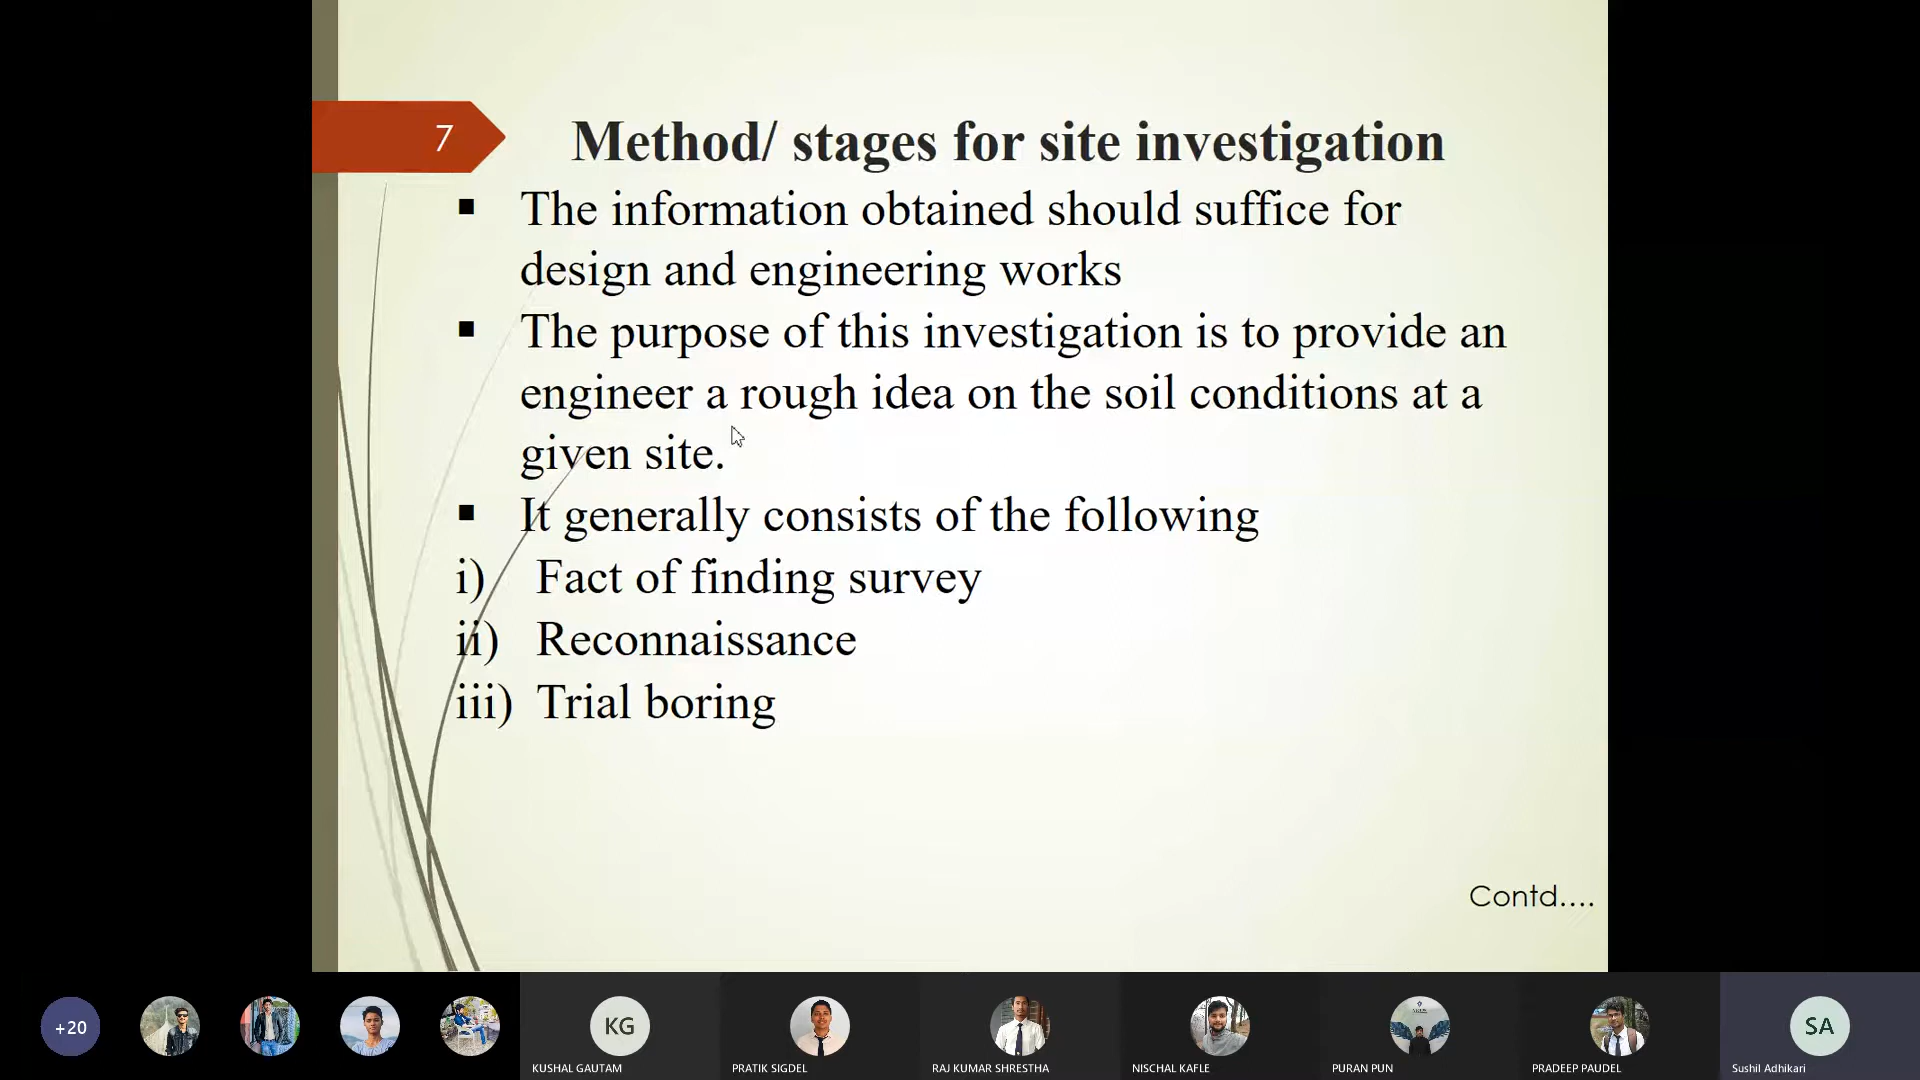 7
Method/ stages for site investigation
▪ The information obtained should suffice for
design and engineering works
▪ The purpose of this investigation is to provide an
engineer a rough idea on the soil conditions at a
given site.
▪ It generally consists of the following
i) Fact of finding survey
ii) Reconnaissance
iii) Trial boring
Contd....
+20
KG
SA
KUSHAL GAUTAM
PRATIK SIGDEL
RAJ KUMAR SHRESTHA
NISCHAL KAFLE
PURAN PUN
PRADEEP PAUDEL
Sushil Adhikari